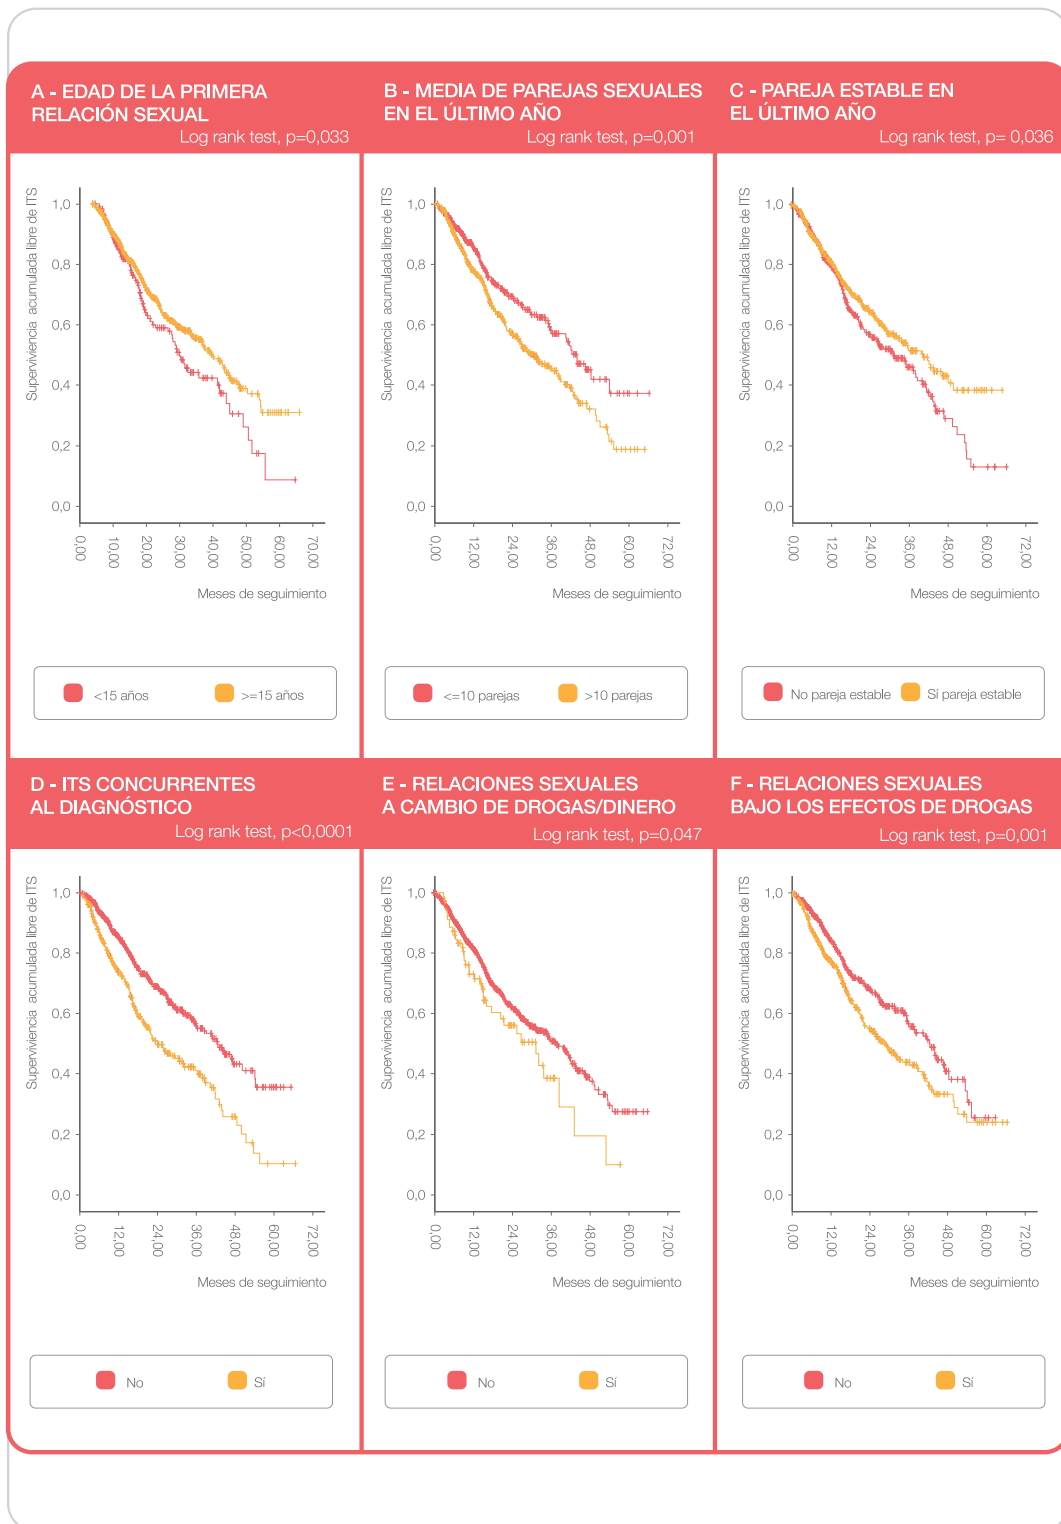 A - EDAD DE LA PRIMERA
RELACIÓN SEXUAL
Log rank test, p=0,033
Superviviencia acumulada libre de ITS
1,0
0,8
0,6
0,4
0,2
0,0
0,00
10,00
20,00
30,00
40,00
50,00
60,00
70,00
Meses de seguimiento
<15 años
>=15 años
B - MEDIA DE PAREJAS SEXUALES
EN EL ÚLTIMO AÑO
Log rank test, p=0,001
Superviviencia acumulada libre de ITS
1,0
0,8
0,6
0,4
0,2
0,0
0,00
12,00
24,00
36,00
48,00
60,00
72,00
Meses de seguimiento
<=10 parejas
>10 parejas
C - PAREJA ESTABLE EN
EL ÚLTIMO AÑO
Log rank test, p= 0,036
Superviviencia acumulada libre de ITS
1,0
0,8
0,6
0,4
0,2
0,0
0,00
12,00
24,00
36,00
48,00
60,00
72,00
Meses de seguimiento
No pareja estable
Sí pareja estable
D - ITS CONCURRENTES
AL DIAGNÓSTICO
Log rank test, p<0,0001
Superviviencia acumulada libre de ITS
1,0
0,8
0,6
0,4
0,2
0,0
0,00
12,00
24,00
36,00
48,00
60,00
72,00
Meses de seguimiento
No
Sí
E - RELACIONES SEXUALES
A CAMBIO DE DROGAS/DINERO
Log rank test, p=0,047
Superviviencia acumulada libre de ITS
1,0
0,8
0,6
0,4
0,2
0,0
0,00
12,00
24,00
36,00
48,00
60,00
72,00
Meses de seguimiento
No
Sí
F - RELACIONES SEXUALES
BAJO LOS EFECTOS DE DROGAS
Log rank test, p=0,001
Superviviencia acumulada libre de ITS
1,0
0,8
0,6
0,4
0,2
0,0
0,00
12,00
24,00
36,00
48,00
60,00
72,00
Meses de seguimiento
No
Sí